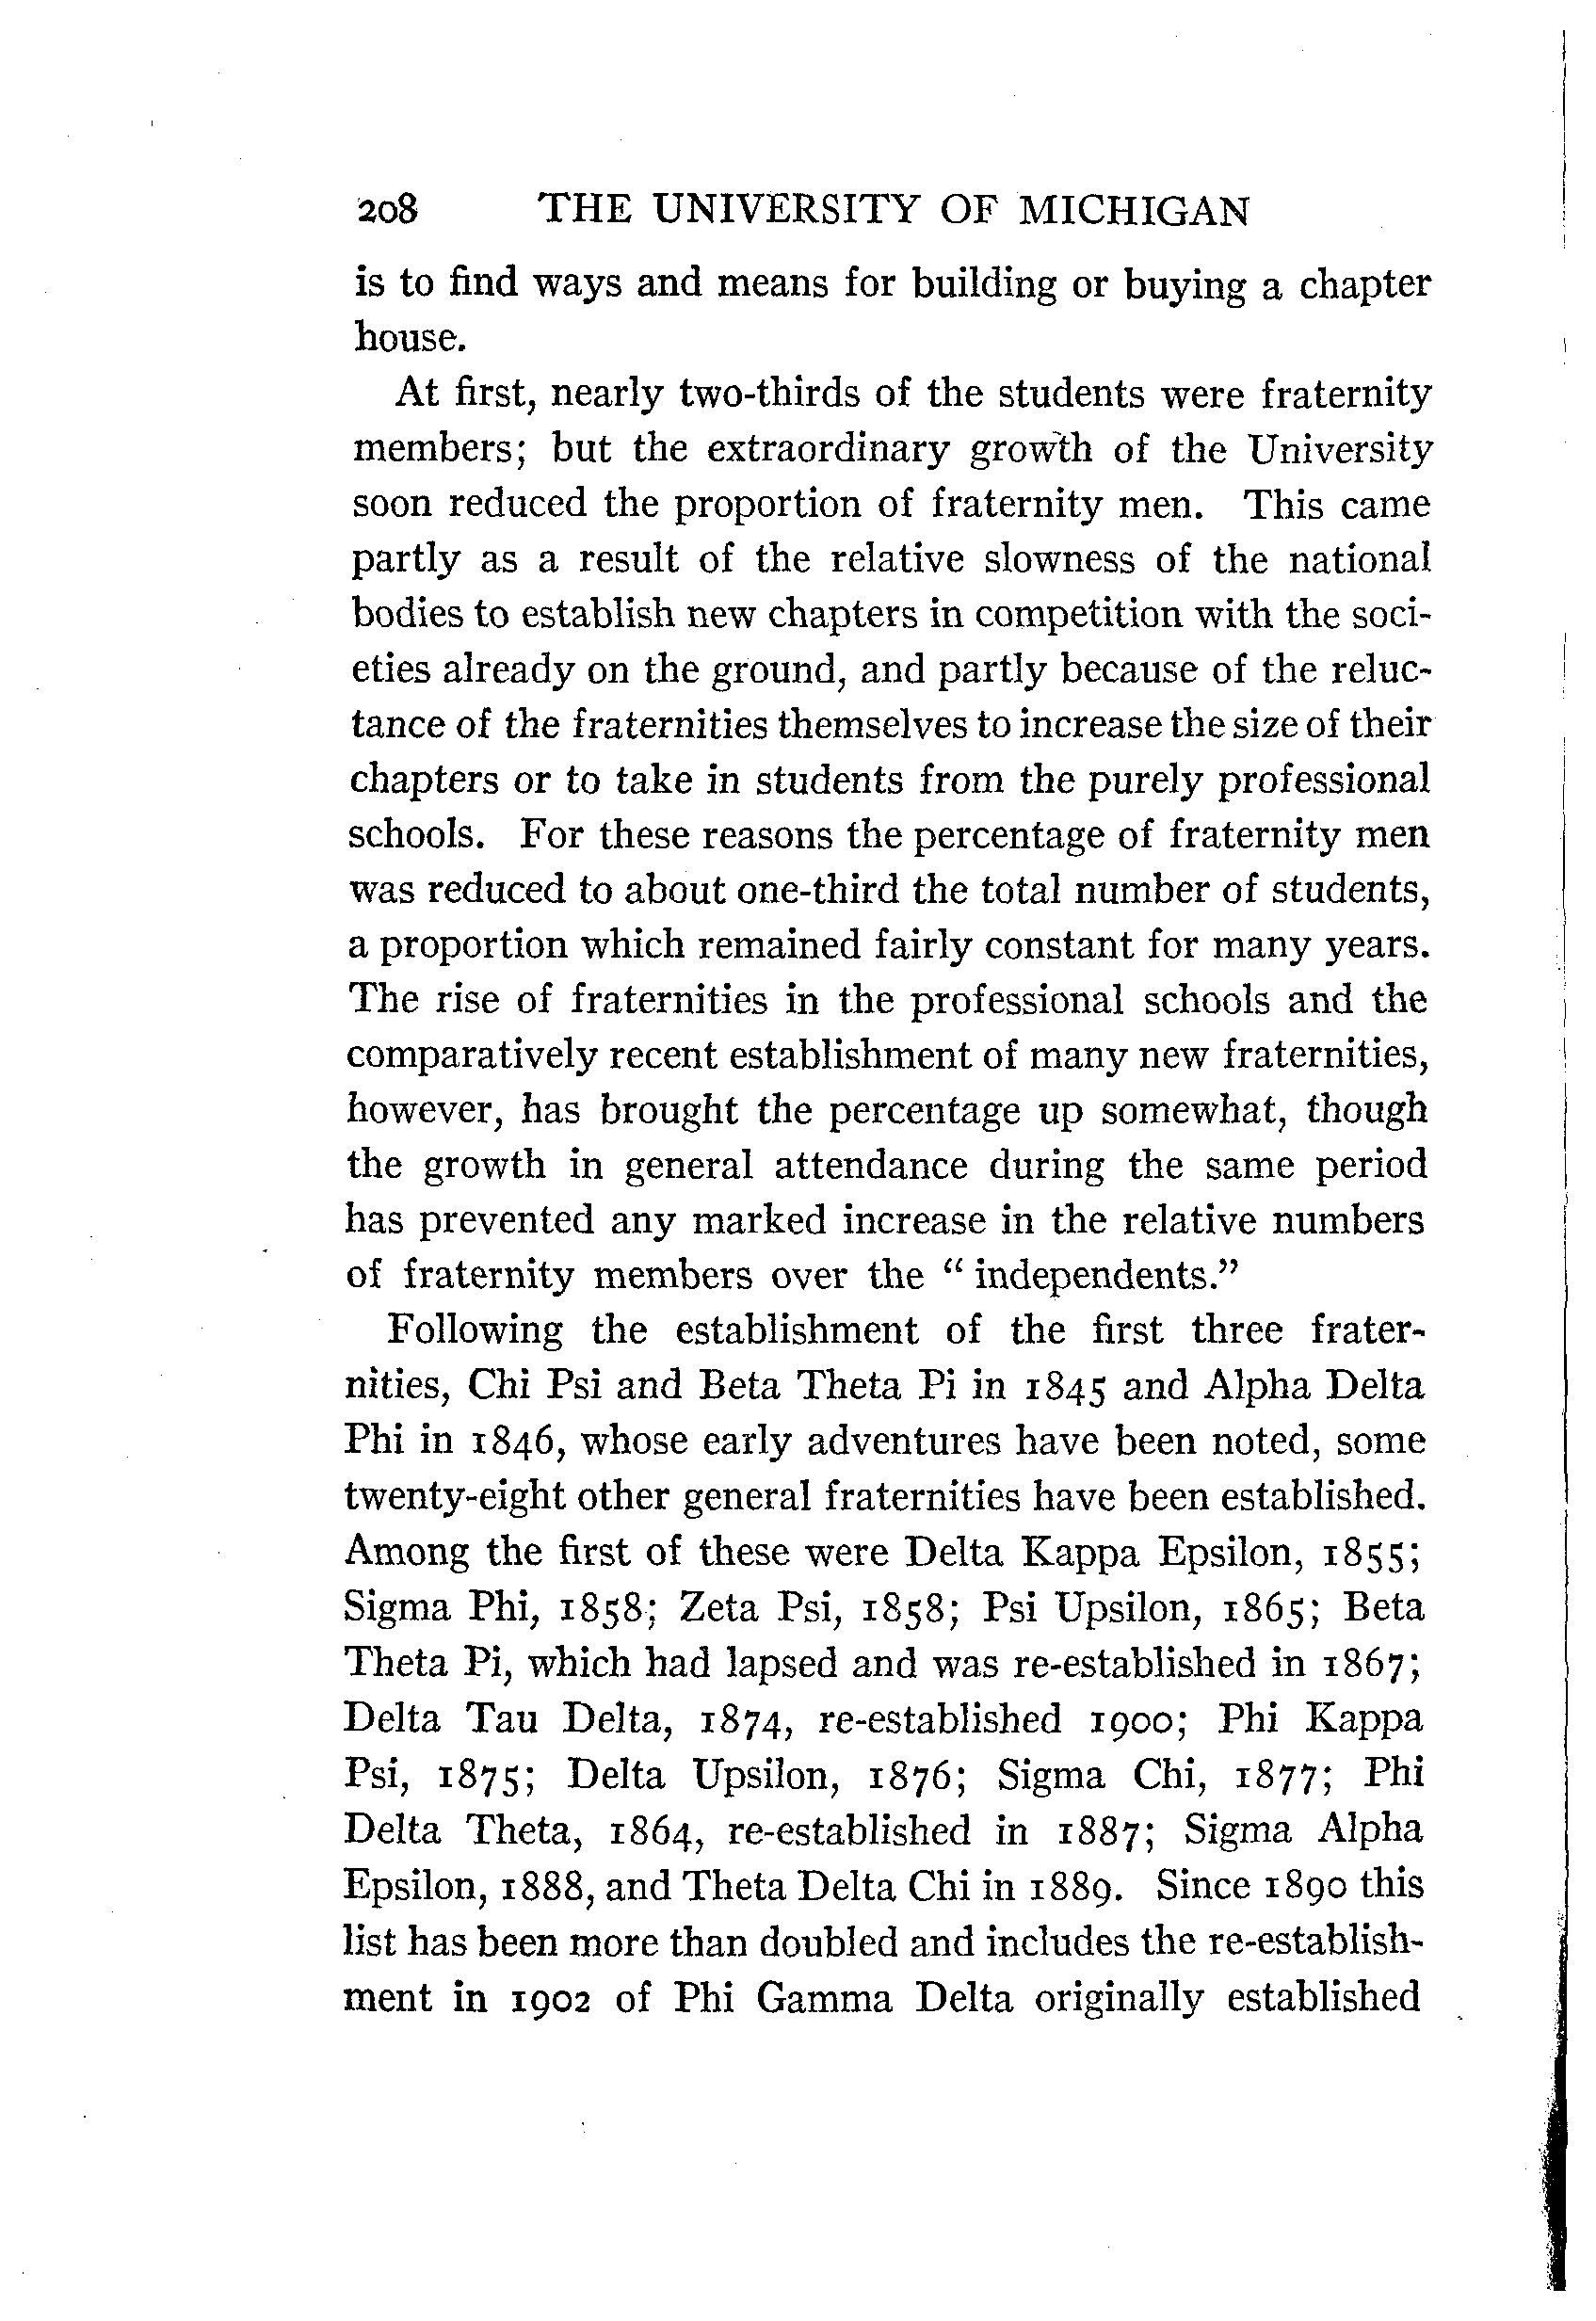 208 THE UNIVERSITY OF MICHIGAN
is to find ways and means for building or buying a chapter
house.
At first, nearly two-thirds of the students were fraternity
members; but the extraordinary growth of the University
soon reduced the proportion of fraternity men. This came
partly as a result of the relative slowness of the national
bodies to establish new chapters in competition with the soci-
eties already on the ground, and partly because of the reluc-
tance of the fraternities themselves to increase the size of their
chapters or to take in students from the purely professional
schools. For these reasons the percentage of fraternity men
was reduced to about one-third the total number of students,
a proportion which remained fairly constant for many years.
The rise of fraternities in the professional schools and the
comparatively recent establishment of many new fraternities,
however, has brought the percentage up somewhat, though
the growth in general attendance during the same period
has prevented any marked increase in the relative numbers
of fraternity members over the " independents."
Following the establishment of the first three frater-
nities, Chi Psi and Beta Theta Pi in 1845 and Alpha Delta
Phi in 1846, whose early adventures have been noted, some
twenty-eight other general fraternities have been established.
Among the first of these were Delta Kappa Epsilon, 1855;
Sigma Phi, 1858; Zeta Psi, 1858; Psi Upsilon, 1865; Beta
Theta Pi, which had lapsed and was re-established in 1867;
Delta Tau Delta, 1874, re-established 1900; Phi Kappa
Psi, 1875; Delta Upsilon, 1876; Sigma Chi, 1877; Phi
Delta Theta, 1864, re-established in 1887; Sigma Alpha
Epsilon, 1888, and Theta Delta Chi in 1889. Since 1890 this
list has been more than doubled and includes the re-establish-
ment in 1902 of Phi Gamma Delta originally established